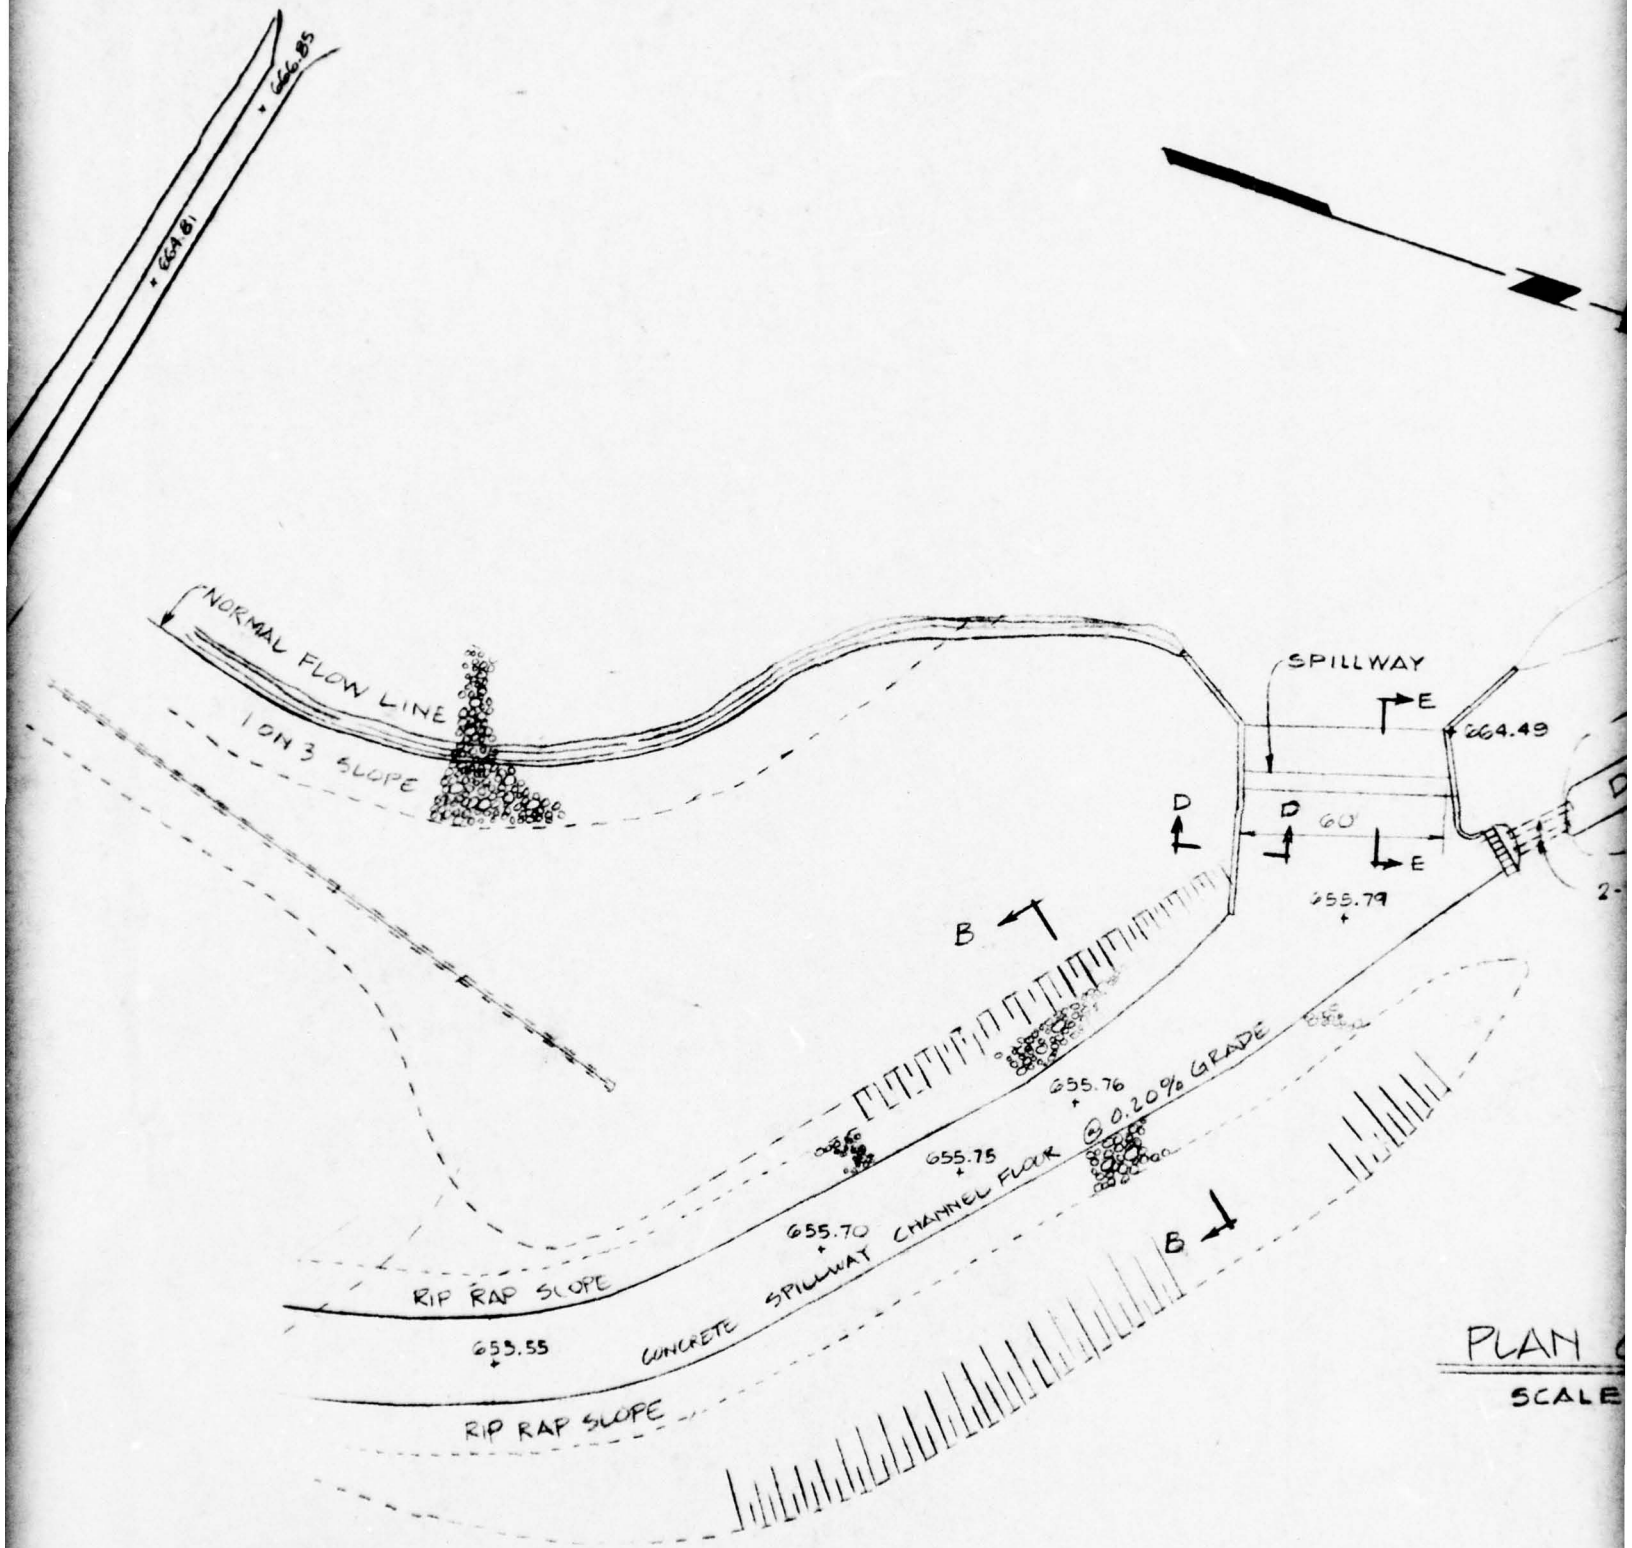 666.85
664.81
NORMAL FLOW LINE
1 ON 3 SLOPE
SPILLWAY
E
664.49
D
D
60'
E
655.79
B
655.76
@ 0.20% GRADE
655.75
CONCRETE SPILLWAY CHANNEL FLOOR
655.70
B
RIP RAP SLOPE
RIP RAP SLOPE
PLAN
SCALE
D
2-